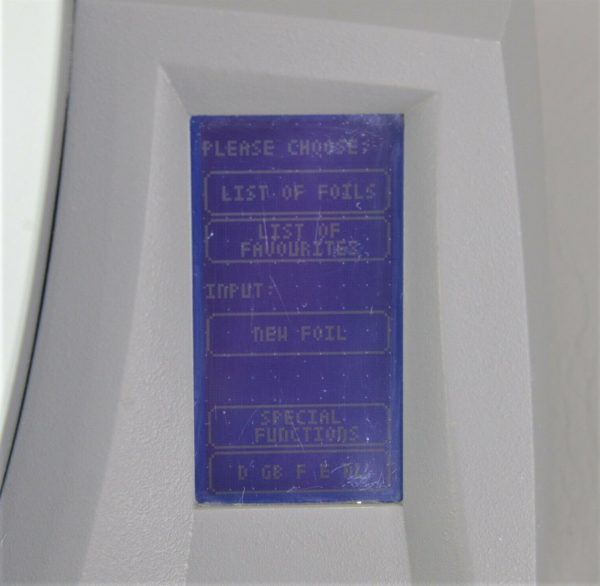 PLEASE CHOOSE:
LIST OF FOILS
LIST OF
FAVOURITES
INPUT:
NEW FOIL
SPECIAL
FUNCTIONS
D GB F E NL